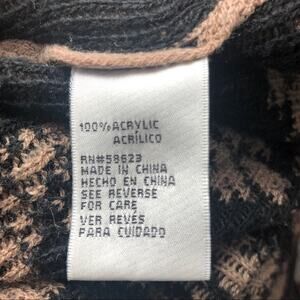 100% ACRYLIC
ACRÍLICO
RN#58623
MADE IN CHINA
HECHO EN CHINA
SEE REVERSE
FOR CARE
VER REVÉS
PARA CUIDADO